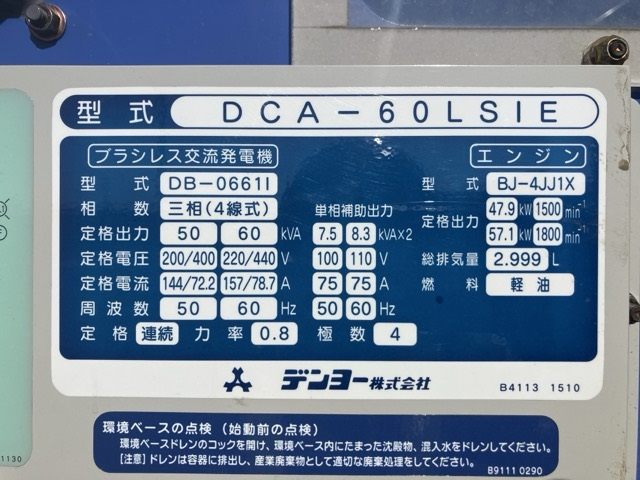 型式 DCA-60LSIE
ブラシレス交流発電機 エンジン
型式 DB-0661I 型式 BJ-4JJ1X
相数 三相(4線式) 単相補助出力 定格出力 47.9 kW 1500 min⁻¹
定格出力 50 60 kVA 7.5 8.3 kVA×2 57.1 kW 1800 min⁻¹
定格電圧 200/400 220/440 V 100 110 V 総排気量 2.999 L
定格電流 144/72.2 157/78.7 A 75 75 A 燃料 軽油
周波数 50 60 Hz 50 60 Hz
定格 連続 力率 0.8 極数 4
デンヨー株式会社 B4113 1510
環境ベースの点検(始動前の点検)
環境ベースドレンのコックを開け、環境ベース内にたまった沈殿物、混入水をドレンしてください。
[注意]ドレンは容器に排出し、産業廃棄物として適切な廃棄処理をしてください。
B9111 0290
1130